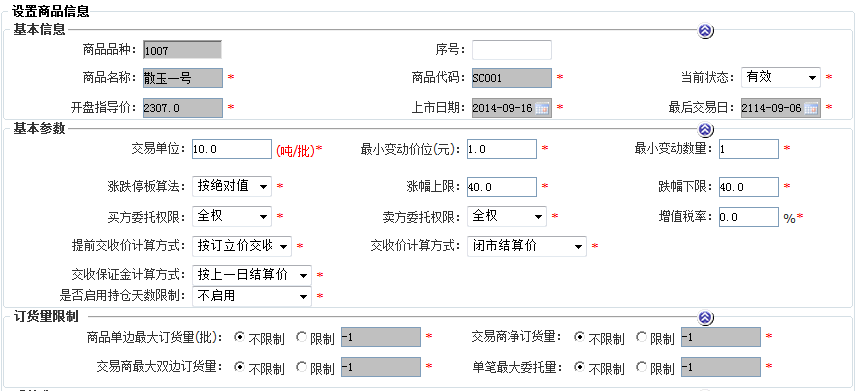 设置商品信息
基本信息
商品品种: 1007 序号:
商品名称: 散玉一号 * 商品代码: SC001 * 当前状态: 有效 *
开盘指导价: 2307.0 * 上市日期: 2014-09-16 * 最后交易日: 2114-09-06 *
基本参数
交易单位: 10.0 (吨/批)* 最小变动价位(元): 1.0 * 最小变动数量: 1 *
涨跌停板算法: 按绝对值 * 涨幅上限: 40.0 * 跌幅下限: 40.0 *
买方委托权限: 全权 * 卖方委托权限: 全权 * 增值税率: 0.0 %*
提前交收价计算方式: 按订立价交收 * 交收价计算方式: 闭市结算价 *
交收保证金计算方式: 按上一日结算价 *
是否启用持仓天数限制: 不启用 *
订货量限制
商品单边最大订货量(批): 不限制 限制 -1 * 交易商净订货量: 不限制 限制 -1 *
交易商最大双边订货量: 不限制 限制 -1 * 单笔最大委托量: 不限制 限制 -1 *